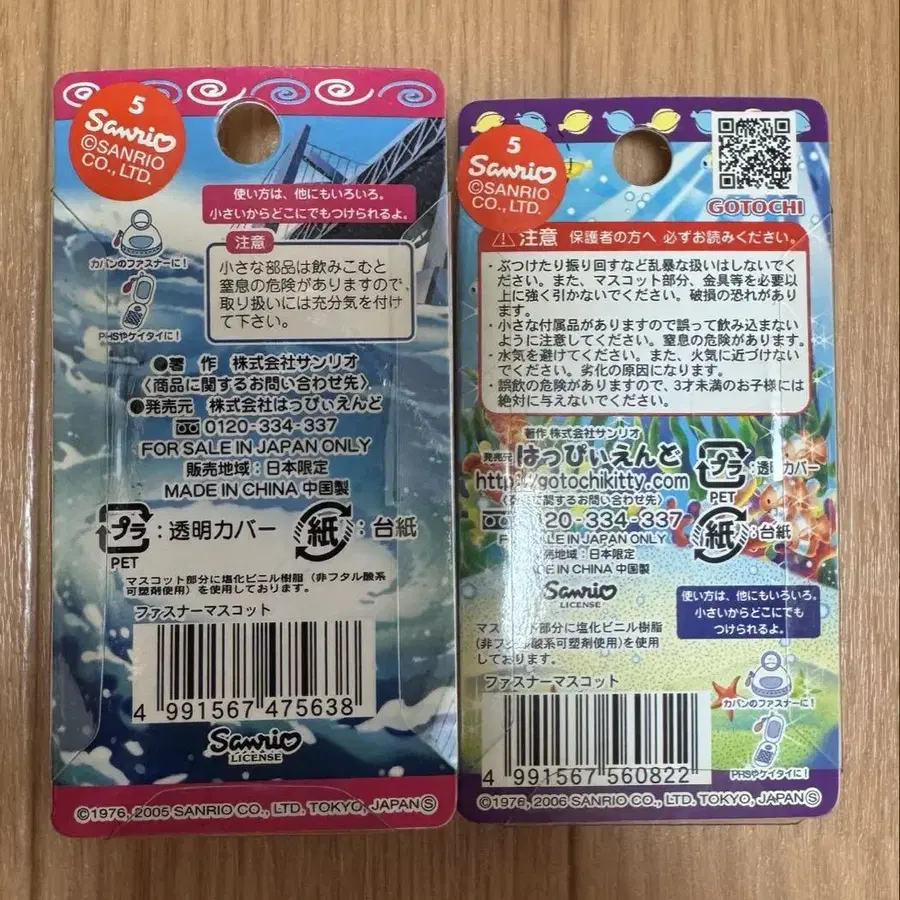 5
Sanrio
©SANRIO
CO., LTD.
使い方は、他にもいろいろ。
小さいからどこにでもつけられるよ。
カバンのファスナーに!
PHSやケイタイに!
注意
小さな部品は飲みこむと
窒息の危険がありますので、
取り扱いには充分気を付け
て下さい。
●著 作 株式会社サンリオ
〈商品に関するお問い合わせ先〉
●発売元 株式会社はっぴぃえんど
0120-334-337
FOR SALE IN JAPAN ONLY
販売地域:日本限定
MADE IN CHINA 中国製
プラ
PET
:透明カバー
紙
:台紙
マスコット部分に塩化ビニル樹脂(非フタル酸系
可塑剤使用)を使用しております。
ファスナーマスコット
4 991567 475638
Sanrio
LICENSE
©1976, 2005 SANRIO CO., LTD. TOKYO, JAPAN Ⓢ
5
Sanrio
©SANRIO
CO., LTD.
GOTOCHI
注意 保護者の方へ 必ずお読みください。
・ぶつけたり振り回すなど乱暴な扱いはしないでく
ださい。また、マスコット部分、金具等を必要以
上に強く引かないでください。破損の恐れがありま
す。
・小さな付属品がありますので誤って飲み込まない
ように注意してください。窒息の危険があります。
・水気を避けてください。また、火気に近づけない
でください。劣化の原因になります。
・誤飲の危険がありますので、3才未満のお子様には
絶対に与えないでください。
著作 株式会社サンリオ
発売元 はっぴぃえんど
http://gotochikitty.com
に関するお問い合わせ先〉
0120-334-337
FOR SALE IN JAPAN ONLY
販売地域:日本限定
MADE IN CHINA 中国製
プラ
PET
:透明カバー
紙
:台紙
Sanrio
LICENSE
マスコット部分に塩化ビニル樹脂
(非フタル酸系可塑剤使用)を使用
しております。
ファスナーマスコット
使い方は、他にもいろいろ。
小さいからどこにでも
つけられるよ。
カバンのファスナーに!
PHSやケイタイに!
4 991567 560822
©1976, 2006 SANRIO CO., LTD. TOKYO, JAPAN Ⓢ